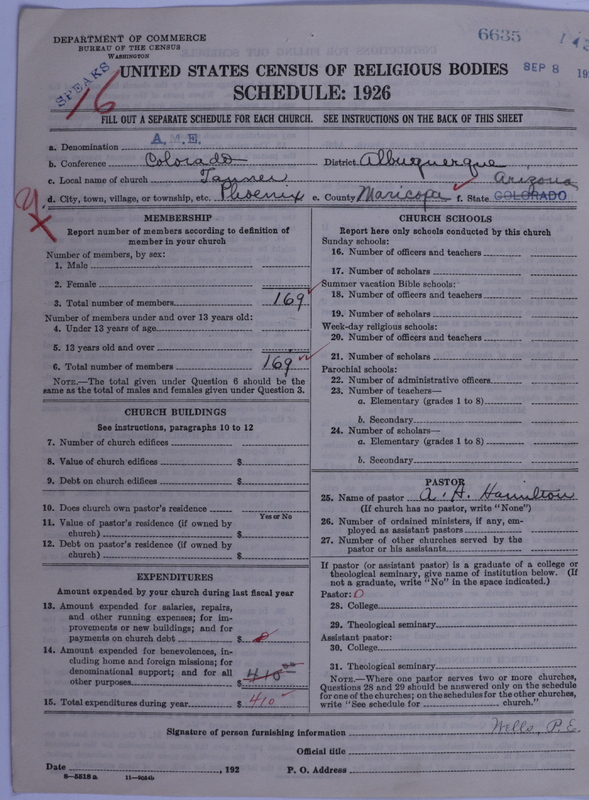 DEPARTMENT OF COMMERCE
BUREAU OF THE CENSUS
WASHINGTON
6635
SEP 8 19
SPEAKS
16
UNITED STATES CENSUS OF RELIGIOUS BODIES
SCHEDULE: 1926
FILL OUT A SEPARATE SCHEDULE FOR EACH CHURCH. SEE INSTRUCTIONS ON THE BACK OF THIS SHEET
a. Denomination A. M. E.
b. Conference Colorado District Albuquerque
c. Local name of church Tanner Arizona
d. City, town, village, or township, etc. Phoenix e. County Maricopa f. State COLORADO
MEMBERSHIP
Report number of members according to definition of
member in your church
Number of members, by sex:
1. Male
2. Female
3. Total number of members 169
Number of members under and over 13 years old:
4. Under 13 years of age
5. 13 years old and over
6. Total number of members 169
NOTE.—The total given under Question 6 should be the
same as the total of males and females given under Question 3.
CHURCH BUILDINGS
See instructions, paragraphs 10 to 12
7. Number of church edifices
8. Value of church edifices $
9. Debt on church edifices $
10. Does church own pastor's residence
Yes or No
11. Value of pastor's residence (if owned by
church) $
12. Debt on pastor's residence (if owned by
church) $
EXPENDITURES
Amount expended by your church during last fiscal year
13. Amount expended for salaries, repairs,
and other running expenses; for im-
provements or new buildings; and for
payments on church debt $ 0
14. Amount expended for benevolences, in-
cluding home and foreign missions; for
denominational support; and for all
other purposes $ 410 00
15. Total expenditures during year $ 410
CHURCH SCHOOLS
Report here only schools conducted by this church
Sunday schools:
16. Number of officers and teachers
17. Number of scholars
Summer vacation Bible schools:
18. Number of officers and teachers
19. Number of scholars
Week-day religious schools:
20. Number of officers and teachers
21. Number of scholars
Parochial schools:
22. Number of administrative officers
23. Number of teachers—
a. Elementary (grades 1 to 8)
b. Secondary
24. Number of scholars—
a. Elementary (grades 1 to 8)
b. Secondary
PASTOR
25. Name of pastor A. H. Hamilton
(If church has no pastor, write "None")
26. Number of ordained ministers, if any, em-
ployed as assistant pastors
27. Number of other churches served by the
pastor or his assistants
If pastor (or assistant pastor) is a graduate of a college or
theological seminary, give name of institution below. (If
not a graduate, write "No" in the space indicated.)
Pastor: 0
28. College
29. Theological seminary
Assistant pastor:
30. College
31. Theological seminary
NOTE.—Where one pastor serves two or more churches,
Questions 28 and 29 should be answered only on the schedule
for one of the churches; on the schedules for the other churches,
write "See schedule for church."
Signature of person furnishing information Wells, P.E.
Official title
Date , 192 P. O. Address
8—5518 a 11—9024b